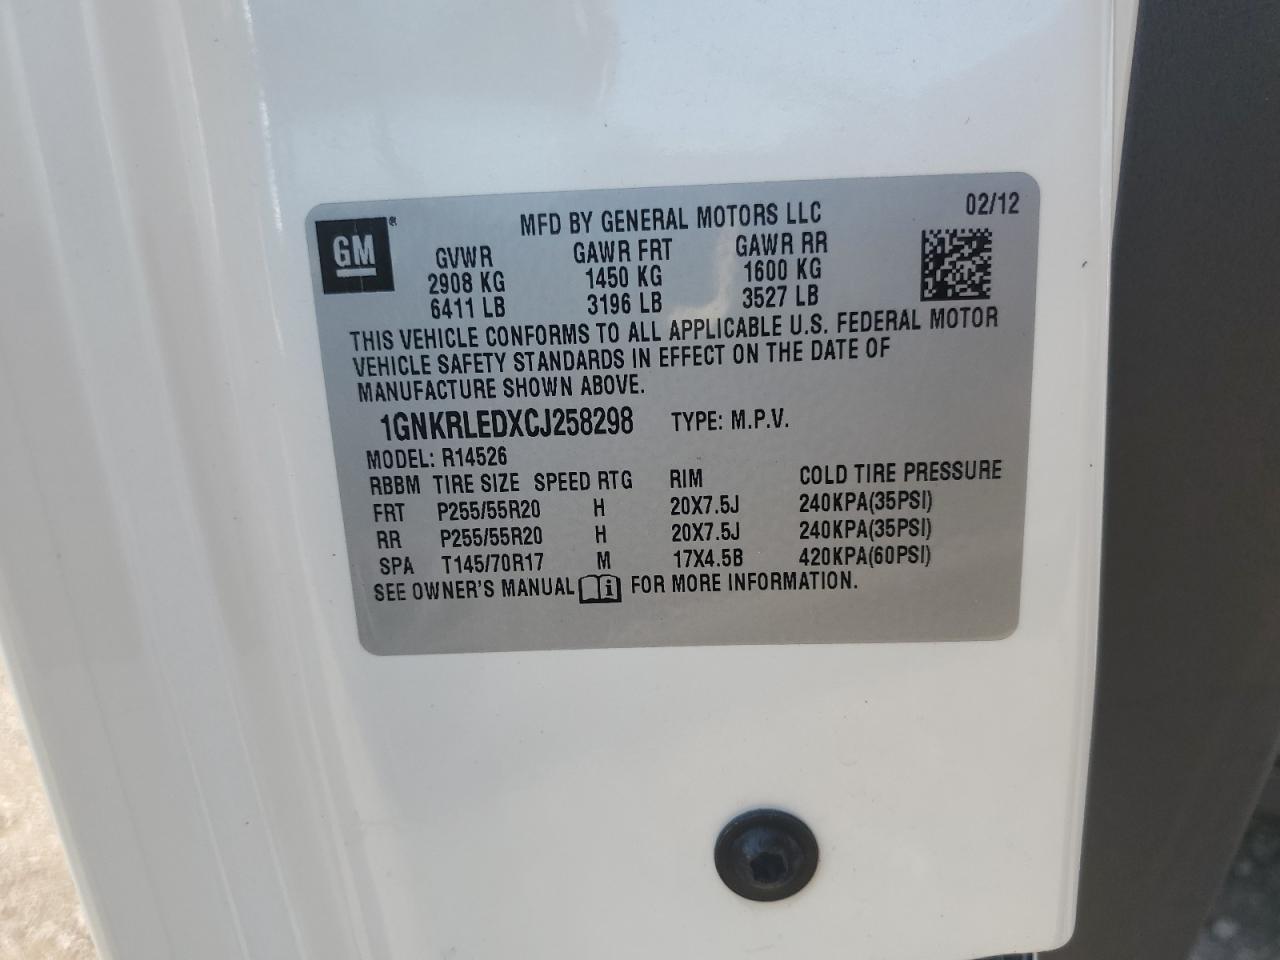 02/12
GM®
MFD BY GENERAL MOTORS LLC
GVWR GAWR FRT GAWR RR
2908 KG 1450 KG 1600 KG
6411 LB 3196 LB 3527 LB
THIS VEHICLE CONFORMS TO ALL APPLICABLE U.S. FEDERAL MOTOR
VEHICLE SAFETY STANDARDS IN EFFECT ON THE DATE OF
MANUFACTURE SHOWN ABOVE.
1GNKRLEDXCJ258298 TYPE: M.P.V.
MODEL: R14526
RBBM TIRE SIZE SPEED RTG RIM COLD TIRE PRESSURE
FRT P255/55R20 H 20X7.5J 240KPA(35PSI)
RR P255/55R20 H 20X7.5J 240KPA(35PSI)
SPA T145/70R17 M 17X4.5B 420KPA(60PSI)
SEE OWNER'S MANUAL i FOR MORE INFORMATION.